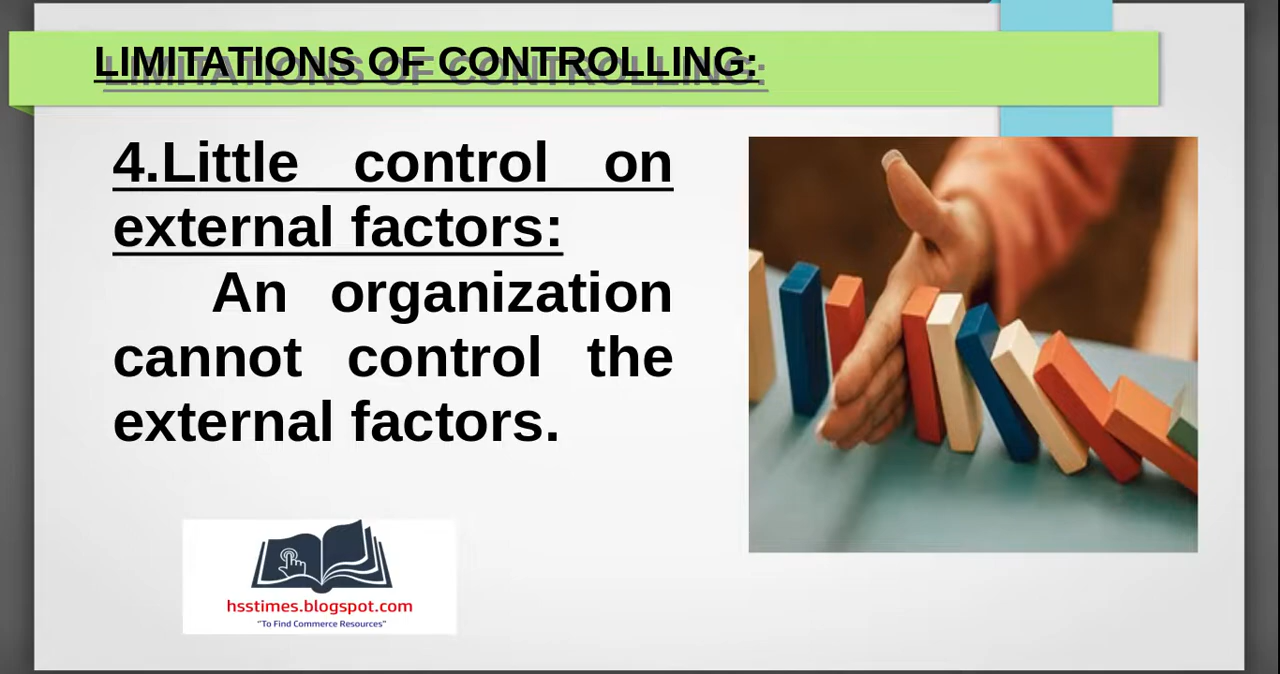 LIMITATIONS OF CONTROLLING:
4.Little control on
external factors:
An organization
cannot control the
external factors.
hsstimes.blogspot.com
"To Find Commerce Resources"